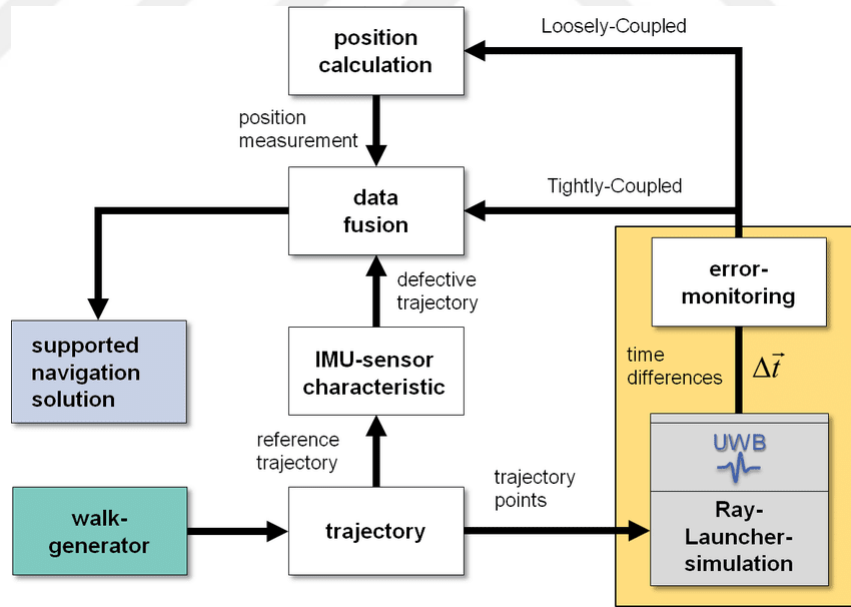 position
calculation
Loosely-Coupled
position
measurement
data
fusion
Tightly-Coupled
error-
monitoring
defective
trajectory
supported
navigation
solution
IMU-sensor
characteristic
time
differences
Δt⃗
reference
trajectory
UWB
walk-
generator
trajectory
trajectory
points
Ray-
Launcher-
simulation